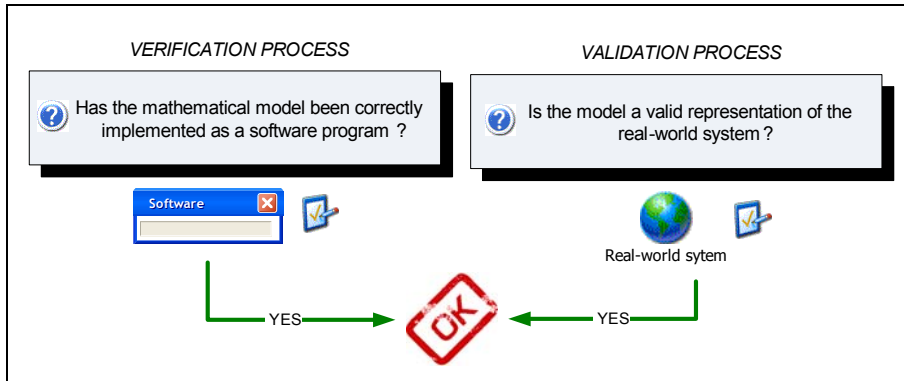 VERIFICATION PROCESS
Has the mathematical model been correctly
implemented as a software program ?
Software
VALIDATION PROCESS
Is the model a valid representation of the
real-world system ?
Real-world sytem
YES
OK
YES